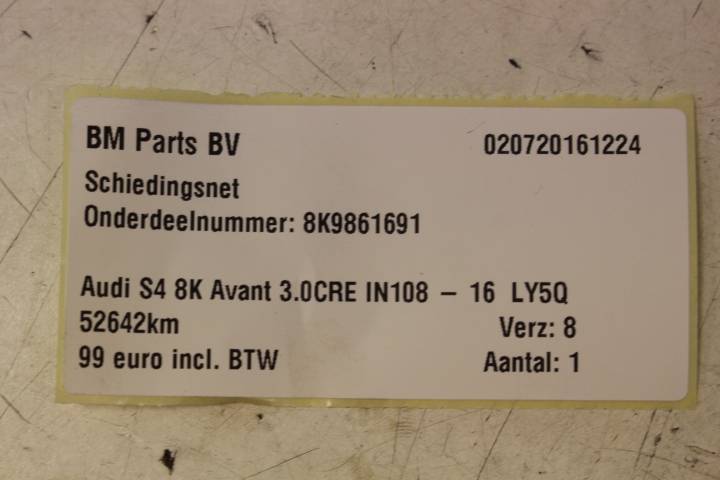 BM Parts BV 020720161224
Schiedingsnet
Onderdeelnummer: 8K9861691
Audi S4 8K Avant 3.0CRE IN108 – 16 LY5Q
52642km Verz: 8
99 euro incl. BTW Aantal: 1